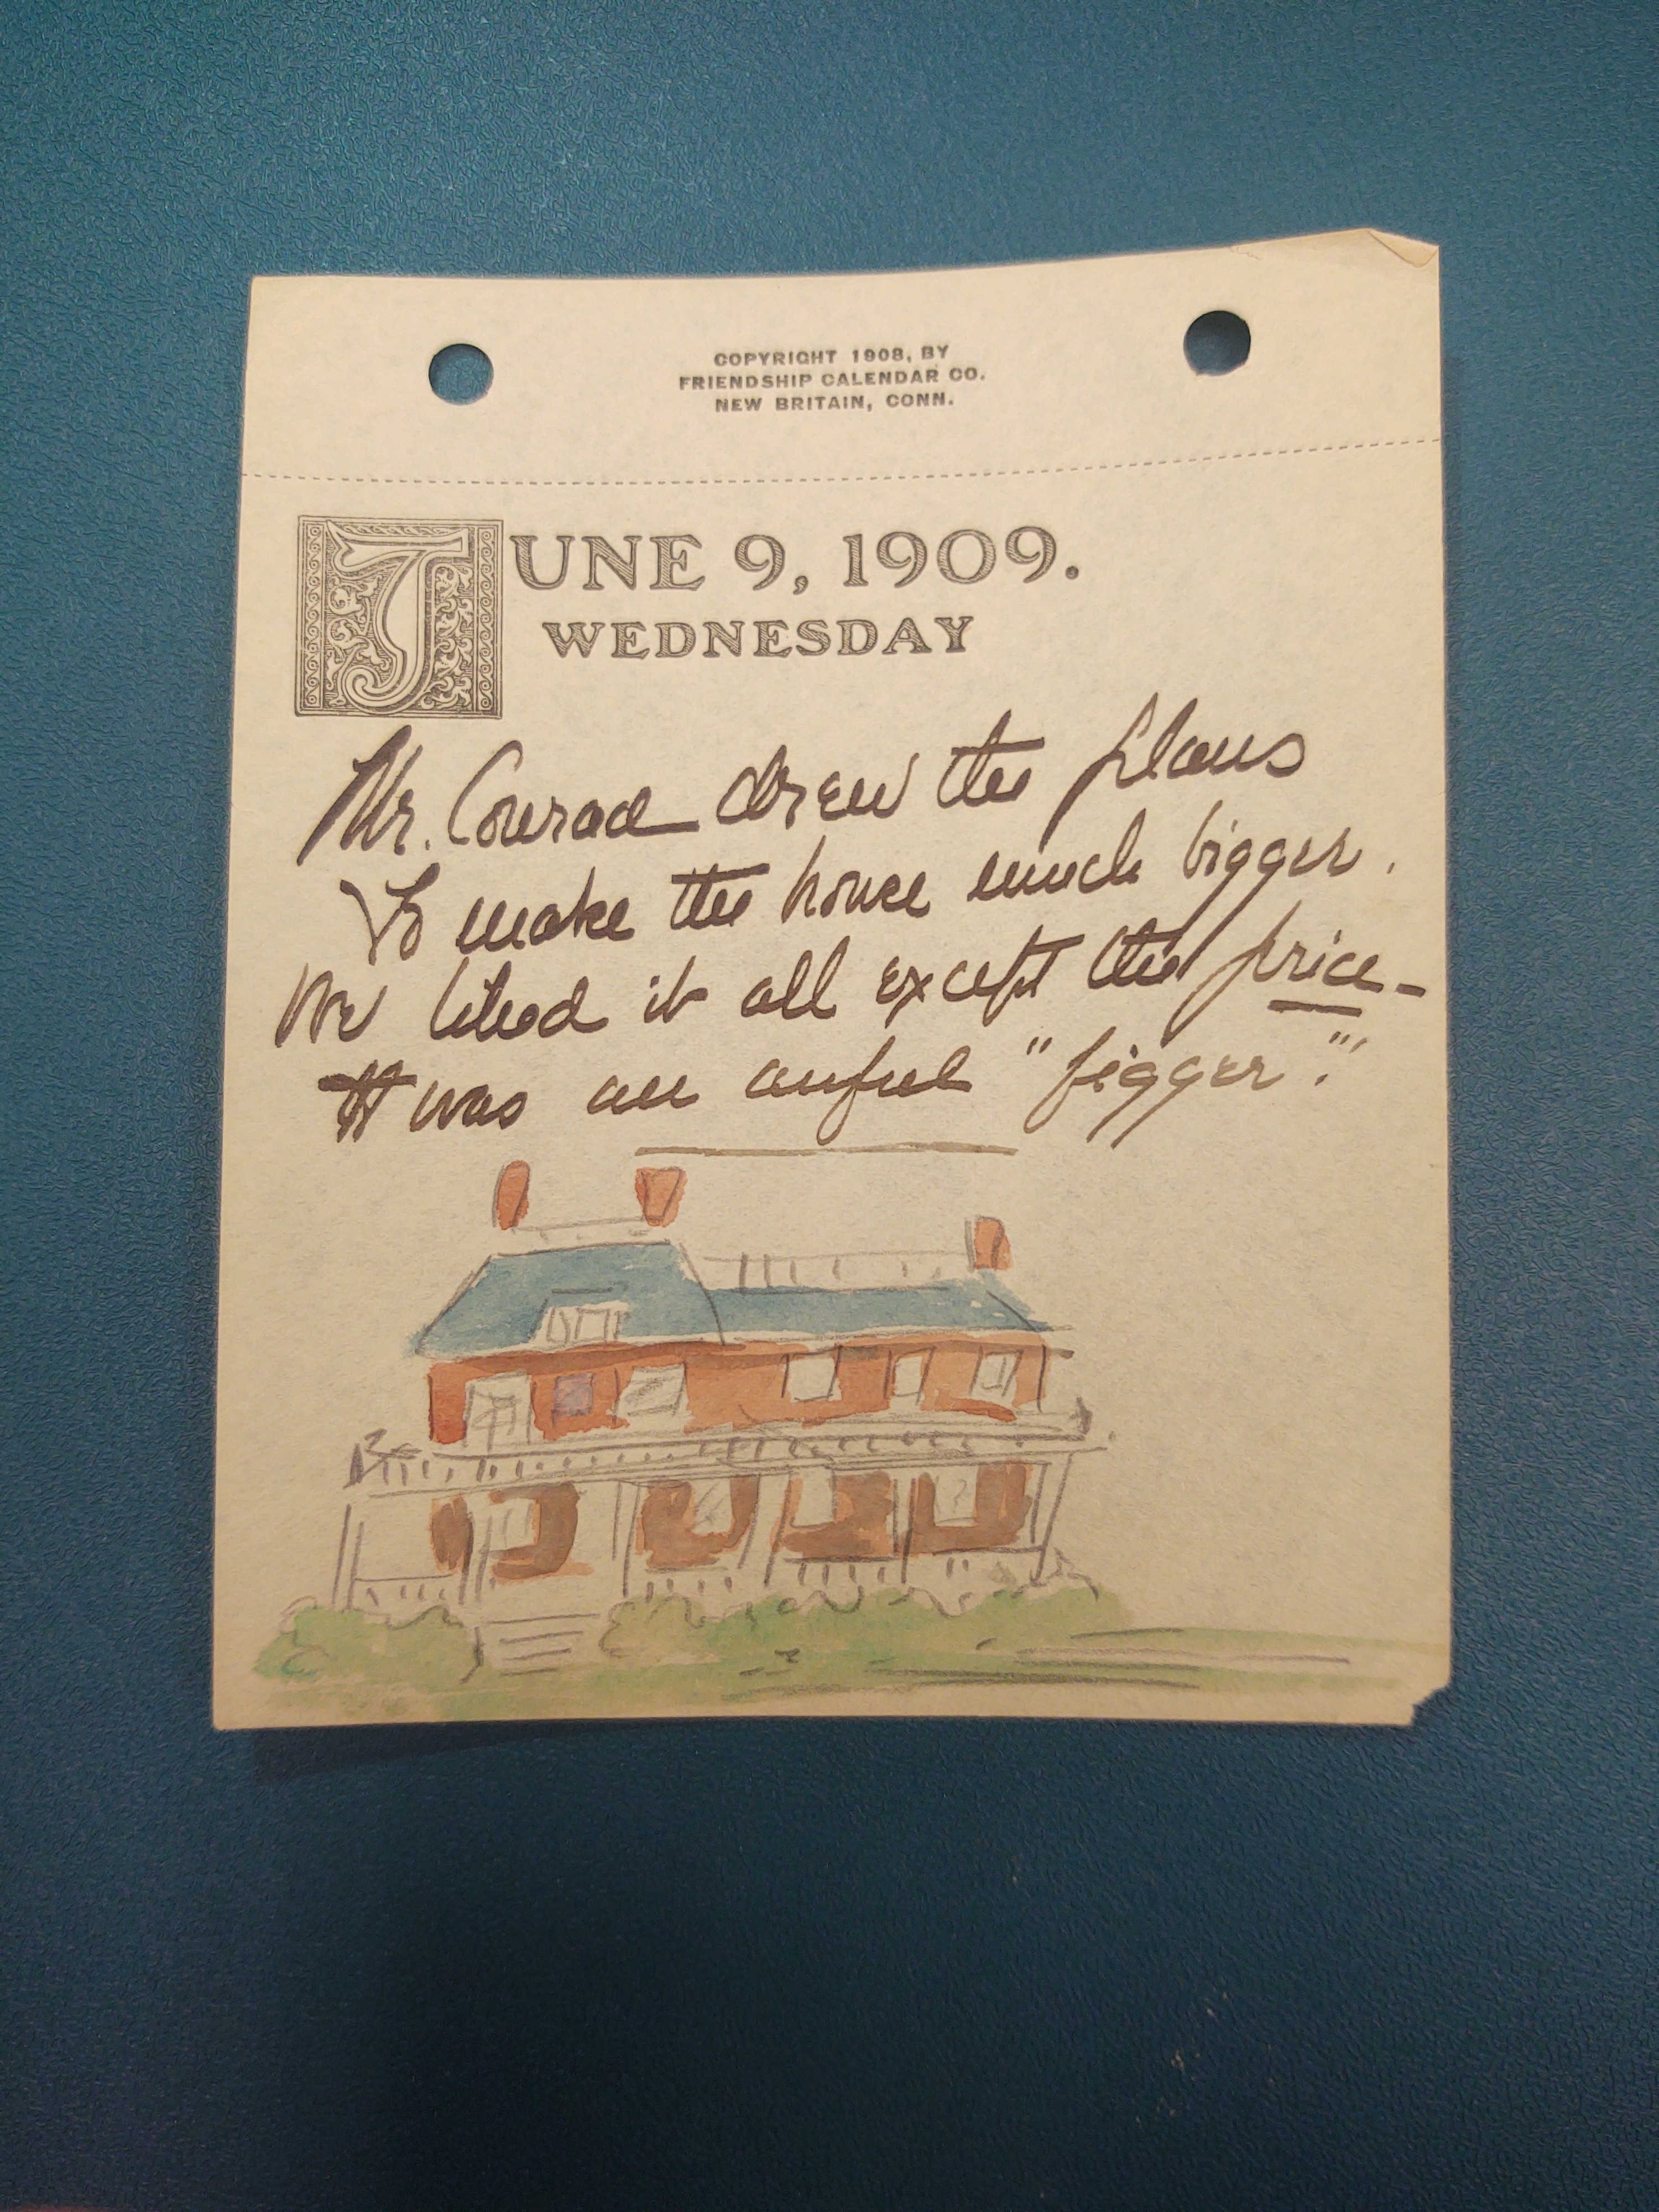 COPYRIGHT 1908, BY
FRIENDSHIP CALENDAR CO.
NEW BRITAIN, CONN.
JUNE 9, 1909.
WEDNESDAY
Mr. Conrad drew the plans
To make the house much bigger.
We liked it all except the price-
It was an awful "figger."